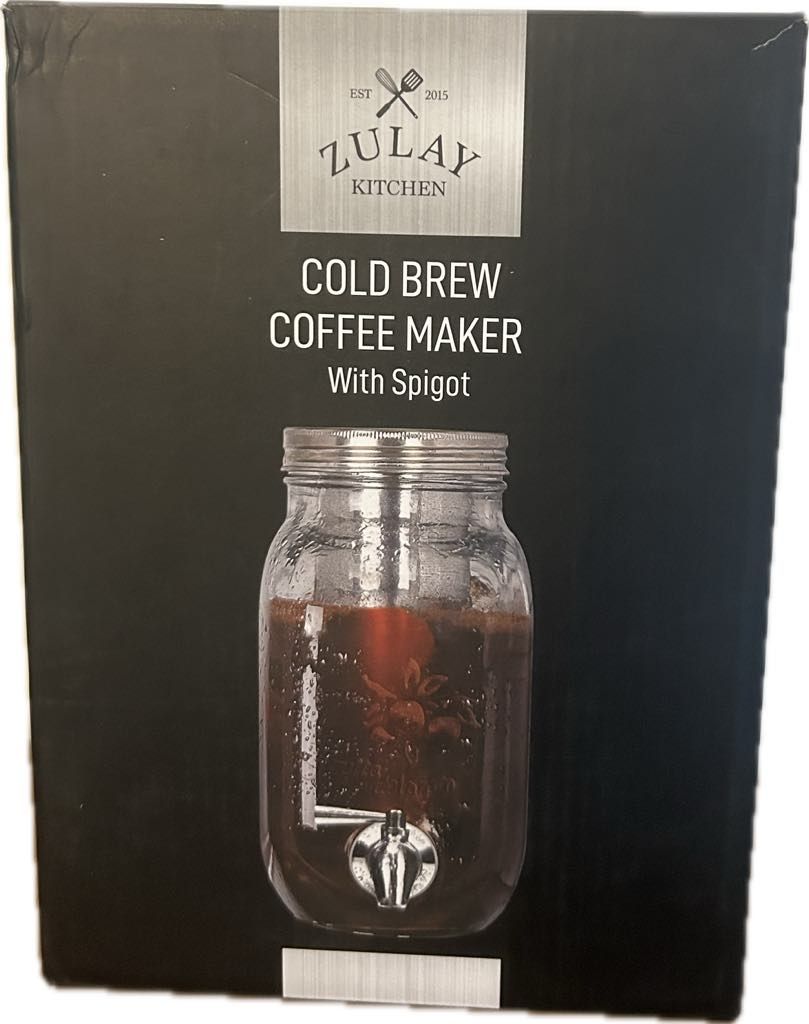 EST 2015
ZULAY
KITCHEN
COLD BREW
COFFEE MAKER
With Spigot